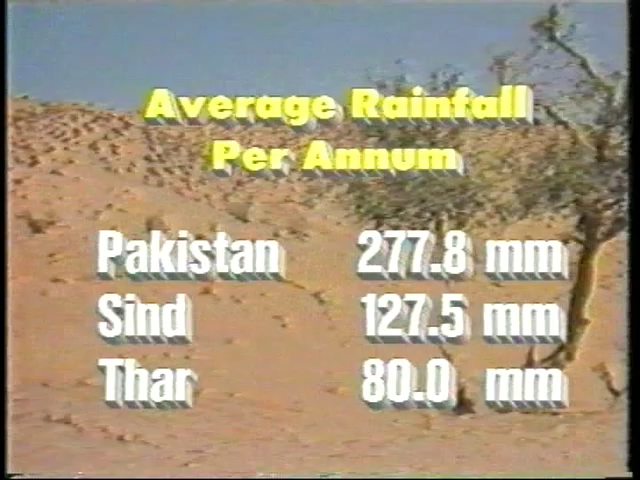 Average Rainfall
Per Annum
Pakistan 277.8 mm
Sind 127.5 mm
Thar 80.0 mm